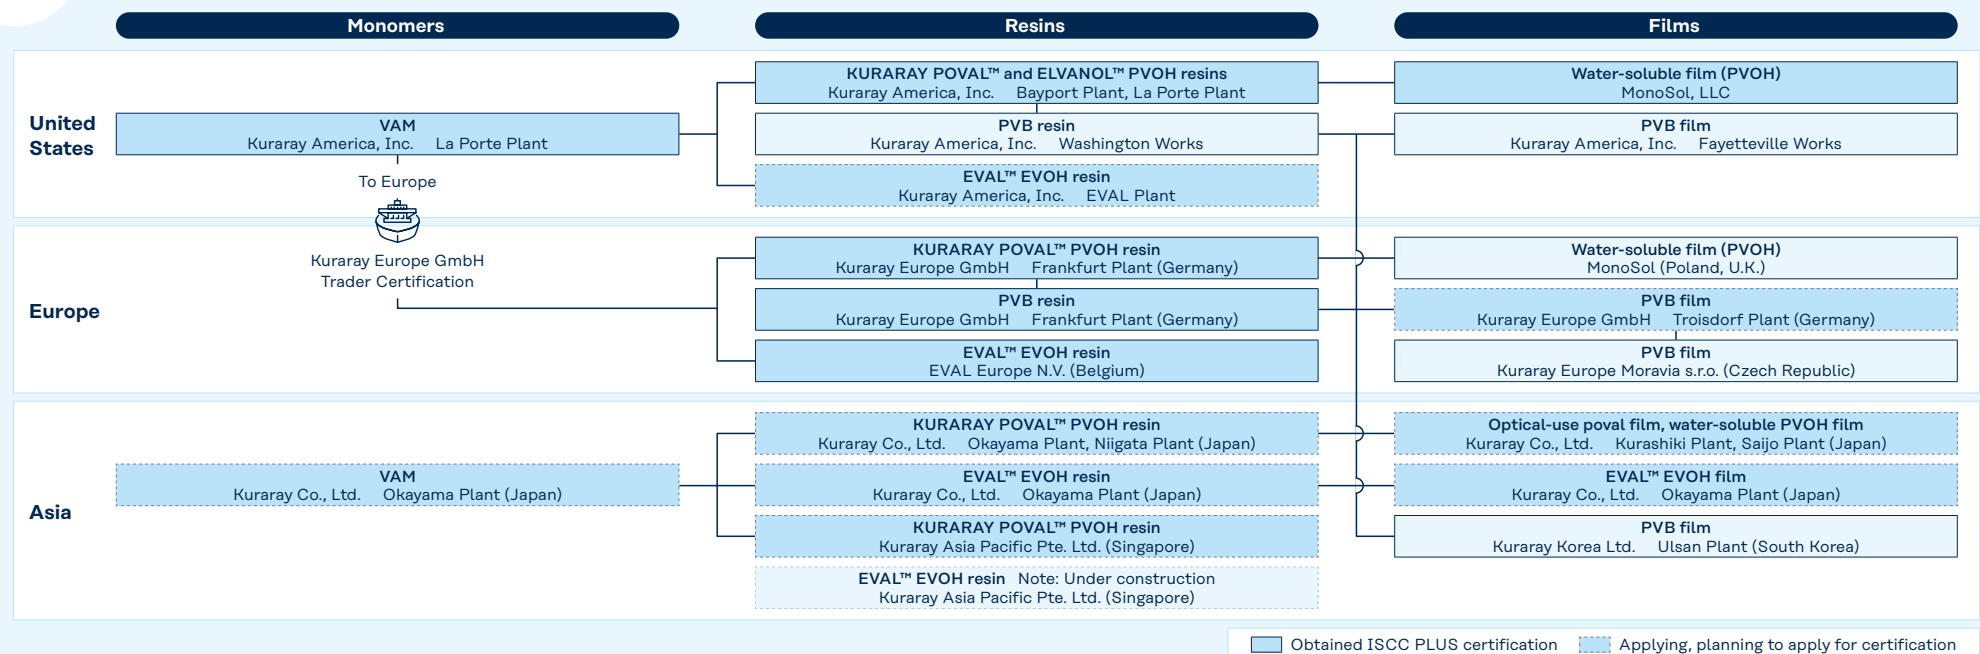 Monomers
Resins
Films
United
States
VAM
Kuraray America, Inc. La Porte Plant
To Europe
KURARAY POVAL™ and ELVANOL™ PVOH resins
Kuraray America, Inc. Bayport Plant, La Porte Plant
PVB resin
Kuraray America, Inc. Washington Works
EVAL™ EVOH resin
Kuraray America, Inc. EVAL Plant
Water-soluble film (PVOH)
MonoSol, LLC
PVB film
Kuraray America, Inc. Fayetteville Works
Europe
Kuraray Europe GmbH
Trader Certification
KURARAY POVAL™ PVOH resin
Kuraray Europe GmbH Frankfurt Plant (Germany)
PVB resin
Kuraray Europe GmbH Frankfurt Plant (Germany)
EVAL™ EVOH resin
EVAL Europe N.V. (Belgium)
Water-soluble film (PVOH)
MonoSol (Poland, U.K.)
PVB film
Kuraray Europe GmbH Troisdorf Plant (Germany)
PVB film
Kuraray Europe Moravia s.r.o. (Czech Republic)
Asia
VAM
Kuraray Co., Ltd. Okayama Plant (Japan)
KURARAY POVAL™ PVOH resin
Kuraray Co., Ltd. Okayama Plant, Niigata Plant (Japan)
EVAL™ EVOH resin
Kuraray Co., Ltd. Okayama Plant (Japan)
KURARAY POVAL™ PVOH resin
Kuraray Asia Pacific Pte. Ltd. (Singapore)
EVAL™ EVOH resin Note: Under construction
Kuraray Asia Pacific Pte. Ltd. (Singapore)
Optical-use poval film, water-soluble PVOH film
Kuraray Co., Ltd. Kurashiki Plant, Saijo Plant (Japan)
EVAL™ EVOH film
Kuraray Co., Ltd. Okayama Plant (Japan)
PVB film
Kuraray Korea Ltd. Ulsan Plant (South Korea)
Obtained ISCC PLUS certification
Applying, planning to apply for certification